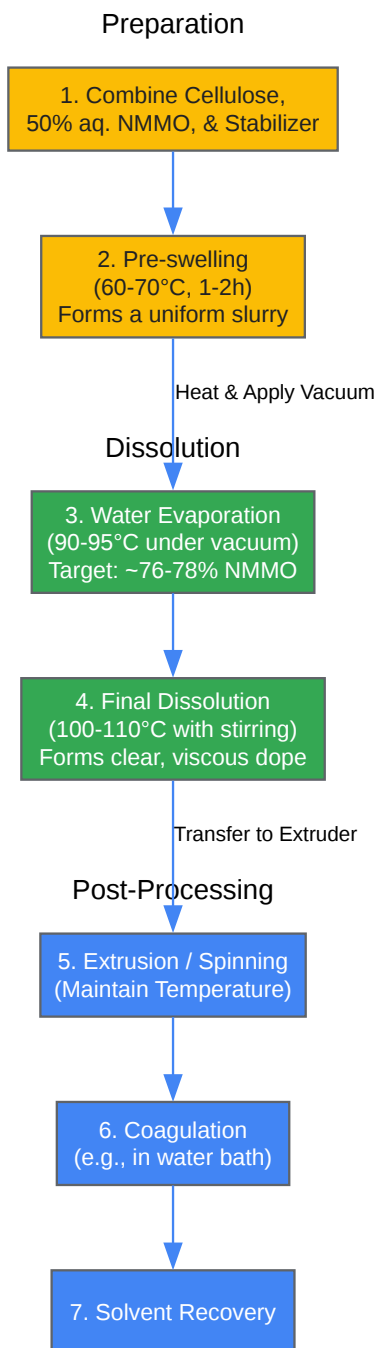 Preparation
1. Combine Cellulose,
50% aq. NMMO, & Stabilizer
2. Pre-swelling
(60-70°C, 1-2h)
Forms a uniform slurry
Heat & Apply Vacuum
Dissolution
3. Water Evaporation
(90-95°C under vacuum)
Target: ~76-78% NMMO
4. Final Dissolution
(100-110°C with stirring)
Forms clear, viscous dope
Transfer to Extruder
Post-Processing
5. Extrusion / Spinning
(Maintain Temperature)
6. Coagulation
(e.g., in water bath)
7. Solvent Recovery